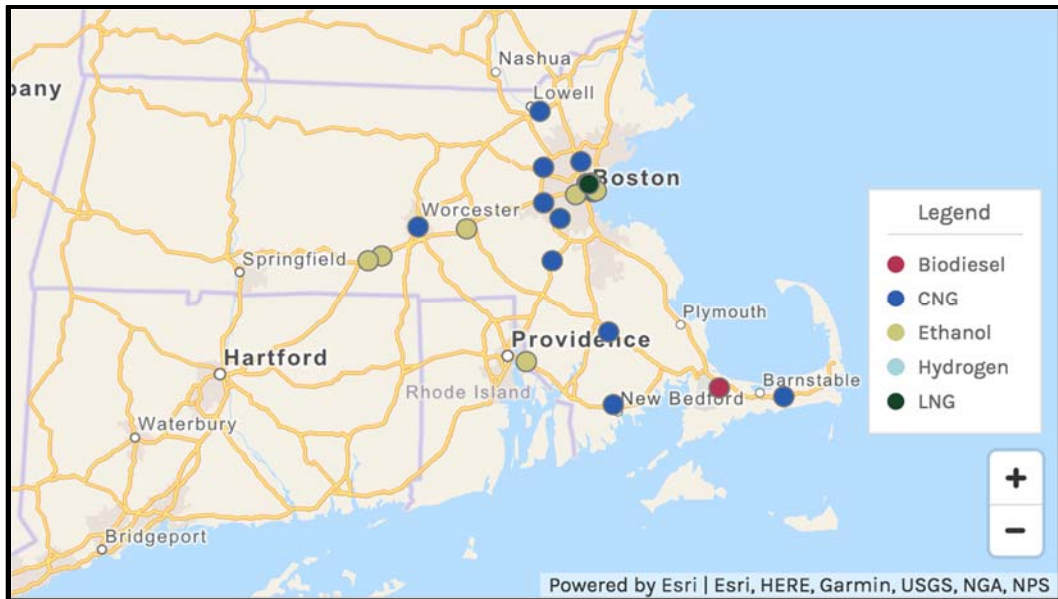 Nashua
bany
Lowell
Boston
Worcester
Legend
Springfield
Biodiesel
CNG
Plymouth
Ethanol
Providence
Hartford
Hydrogen
Barnstable
Rhode Island
New Bedford
LNG
Waterbury
+
Bridgeport
−
Powered by Esri | Esri, HERE, Garmin, USGS, NGA, NPS